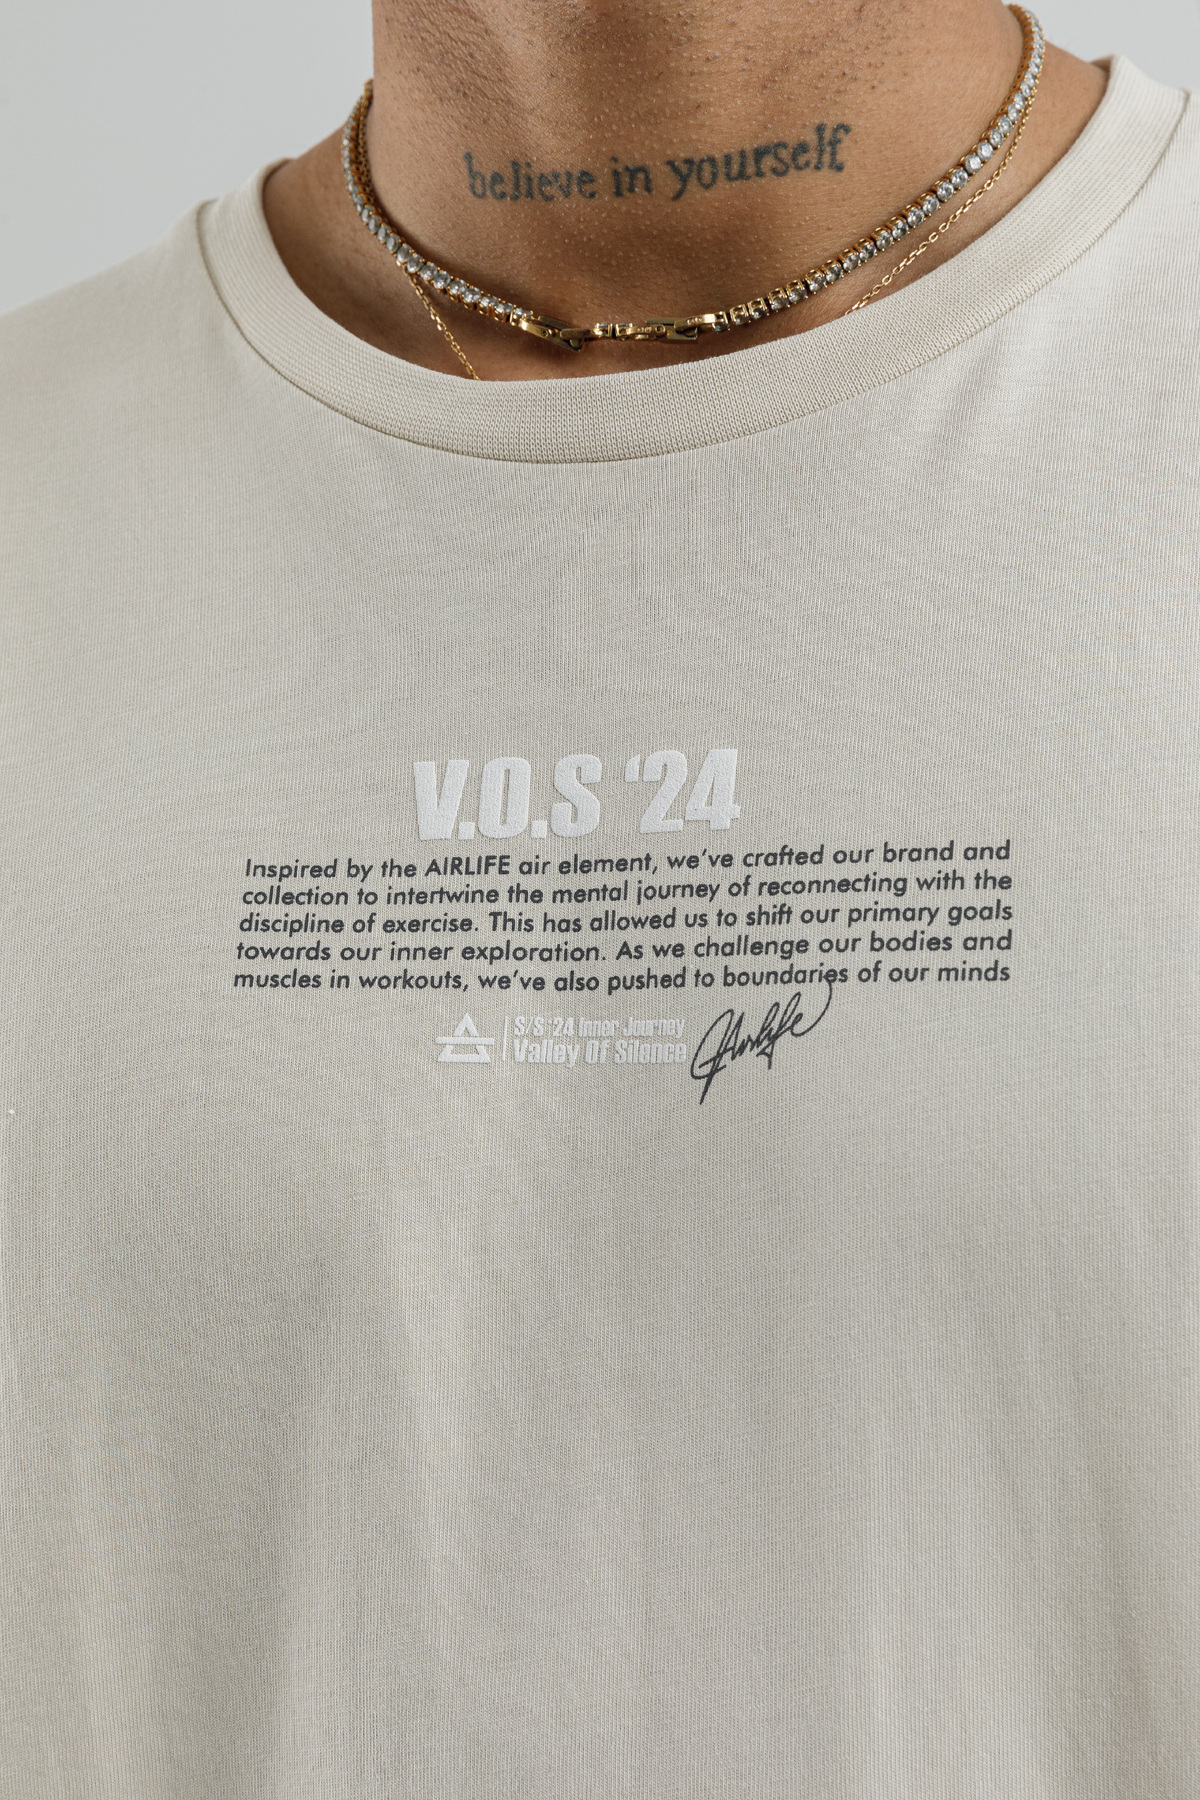 believe in yourself
V.O.S ‘24
Inspired by the AIRLIFE air element, we've crafted our brand and
collection to intertwine the mental journey of reconnecting with the
discipline of exercise. This has allowed us to shift our primary goals
towards our inner exploration. As we challenge our bodies and
muscles in workouts, we've also pushed to boundaries of our minds
S/S '24 Inner Journey
Valley Of Silence
Airlife